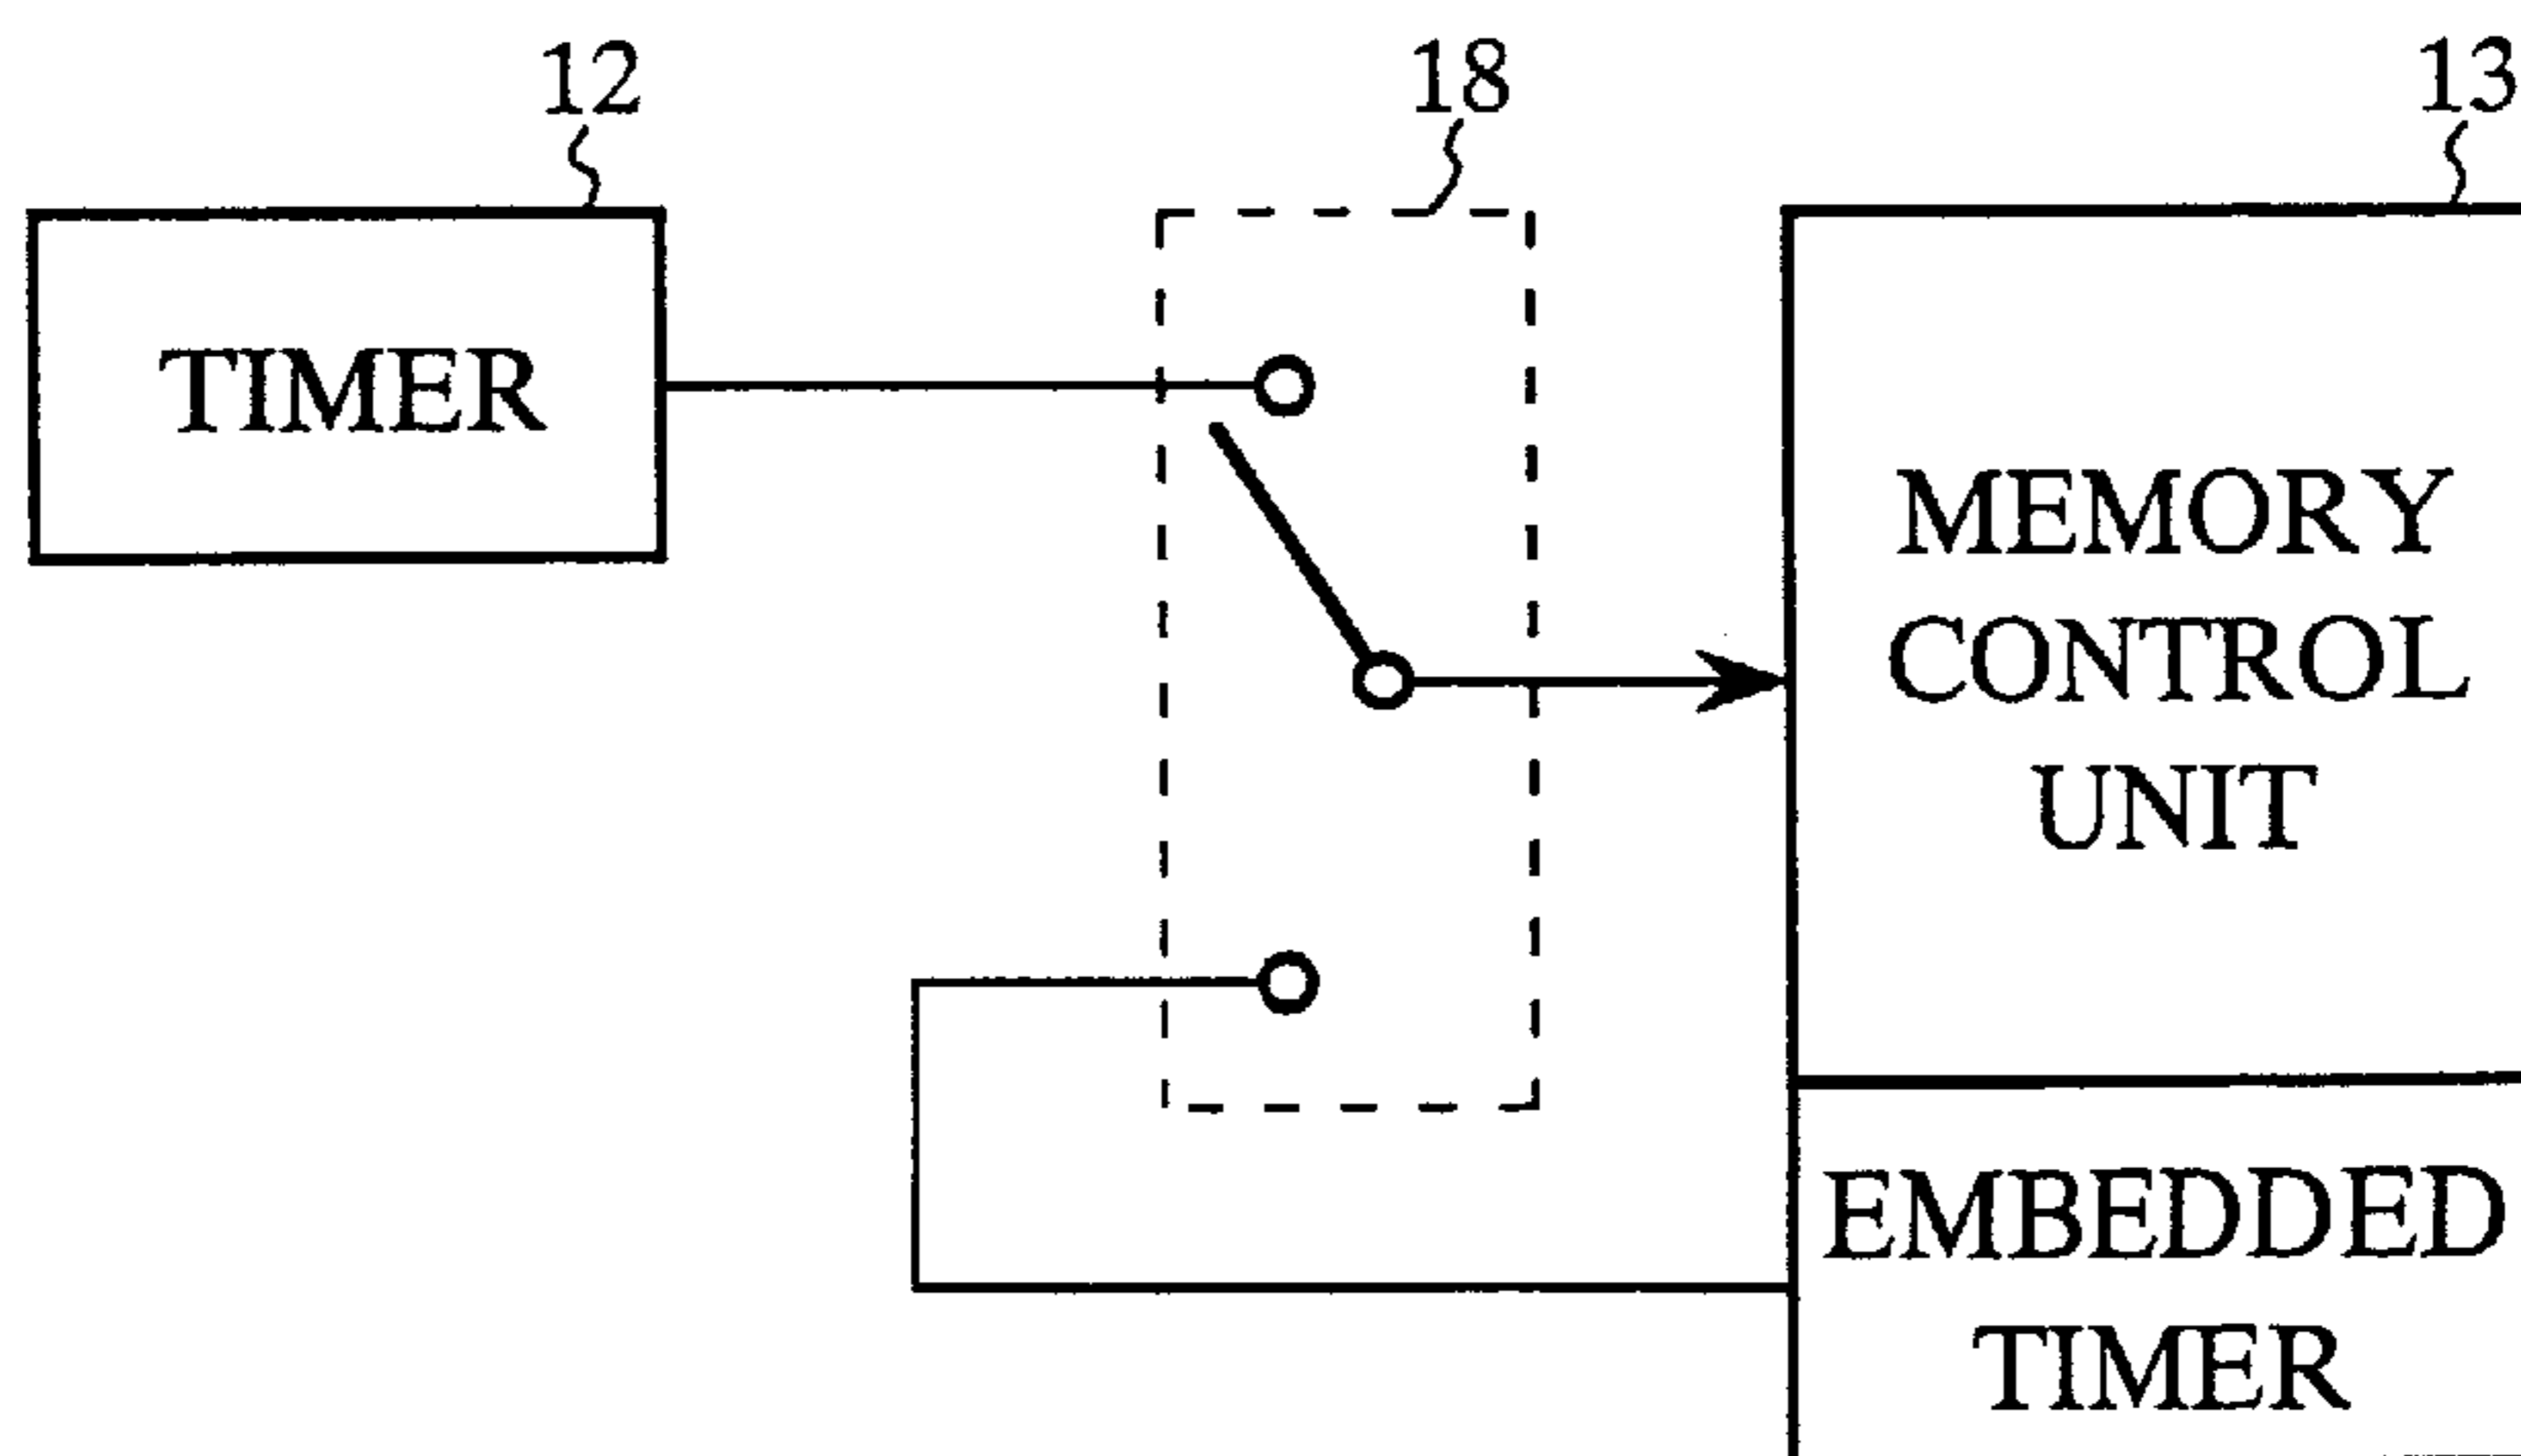 12
18
13
TIMER
MEMORY
CONTROL
UNIT
EMBEDDED
TIMER